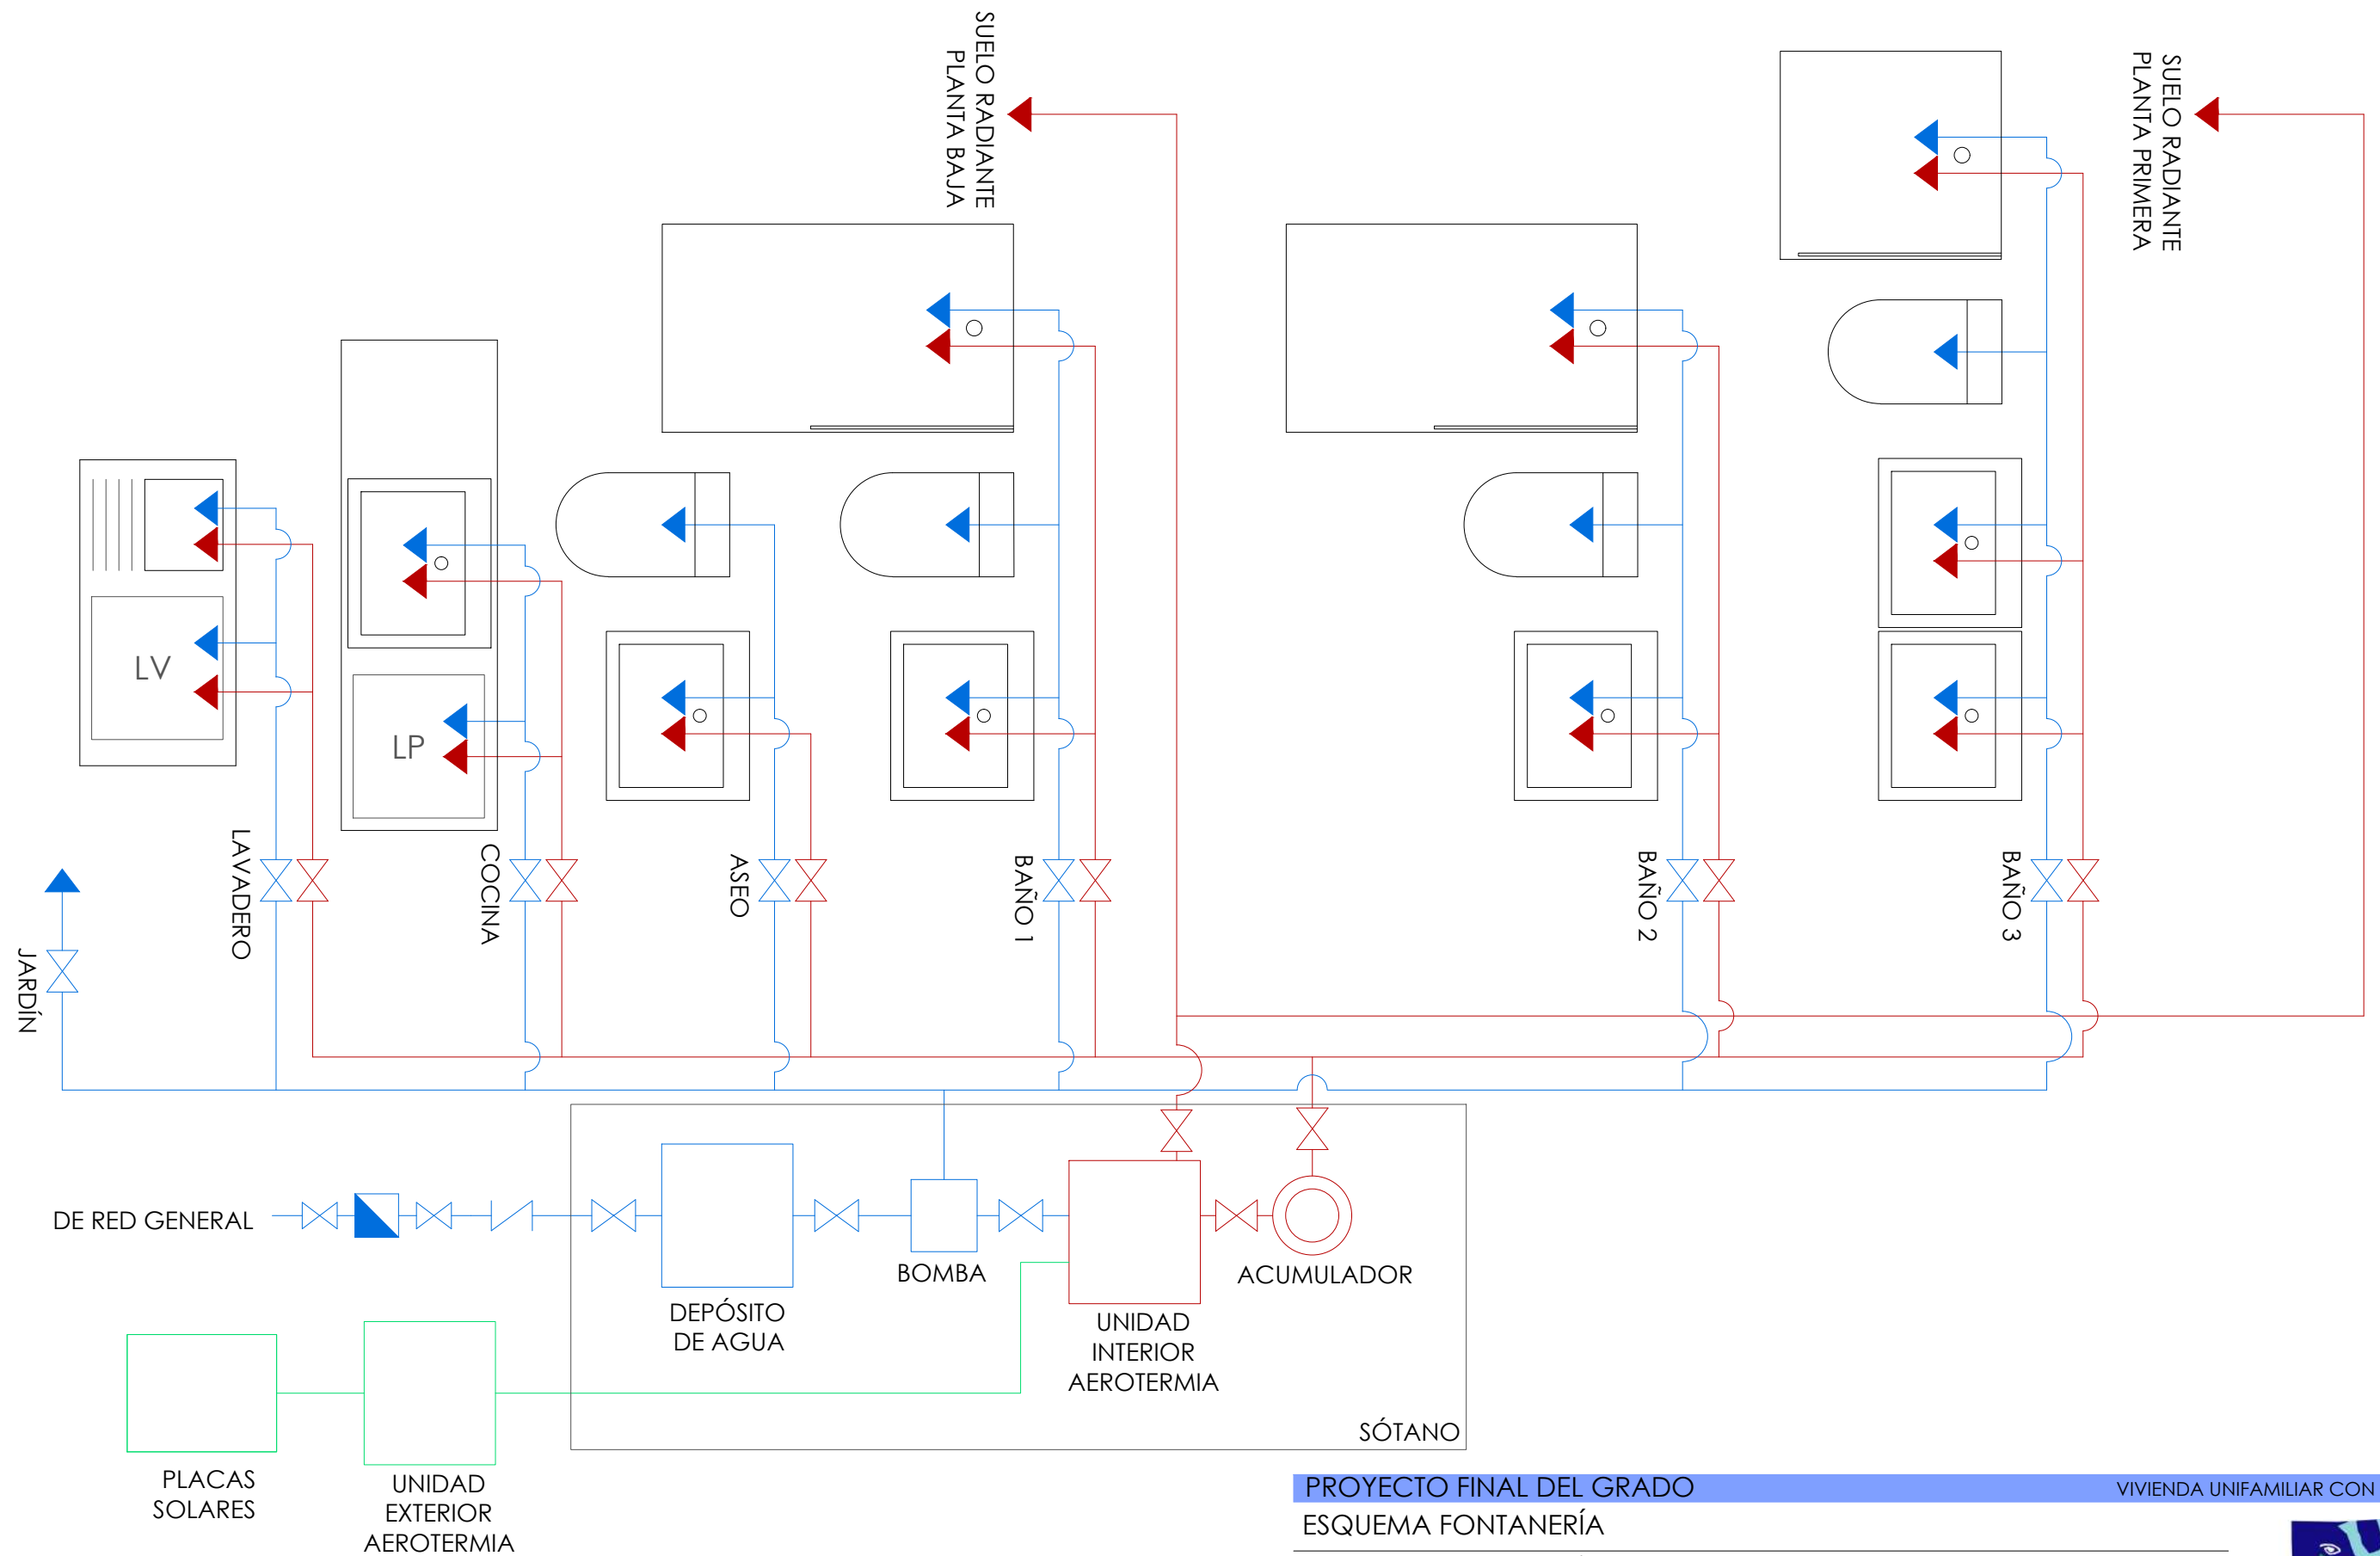 SUELO RADIANTE
PLANTA BAJA
SUELO RADIANTE
PLANTA PRIMERA
LV
LP
LAVADERO
COCINA
ASEO
BAÑO 1
BAÑO 2
BAÑO 3
JARDÍN
DE RED GENERAL
DEPÓSITO
DE AGUA
BOMBA
UNIDAD
INTERIOR
AEROTERMIA
ACUMULADOR
SÓTANO
PLACAS
SOLARES
UNIDAD
EXTERIOR
AEROTERMIA
PROYECTO FINAL DEL GRADO
VIVIENDA UNIFAMILIAR CON
ESQUEMA FONTANERÍA